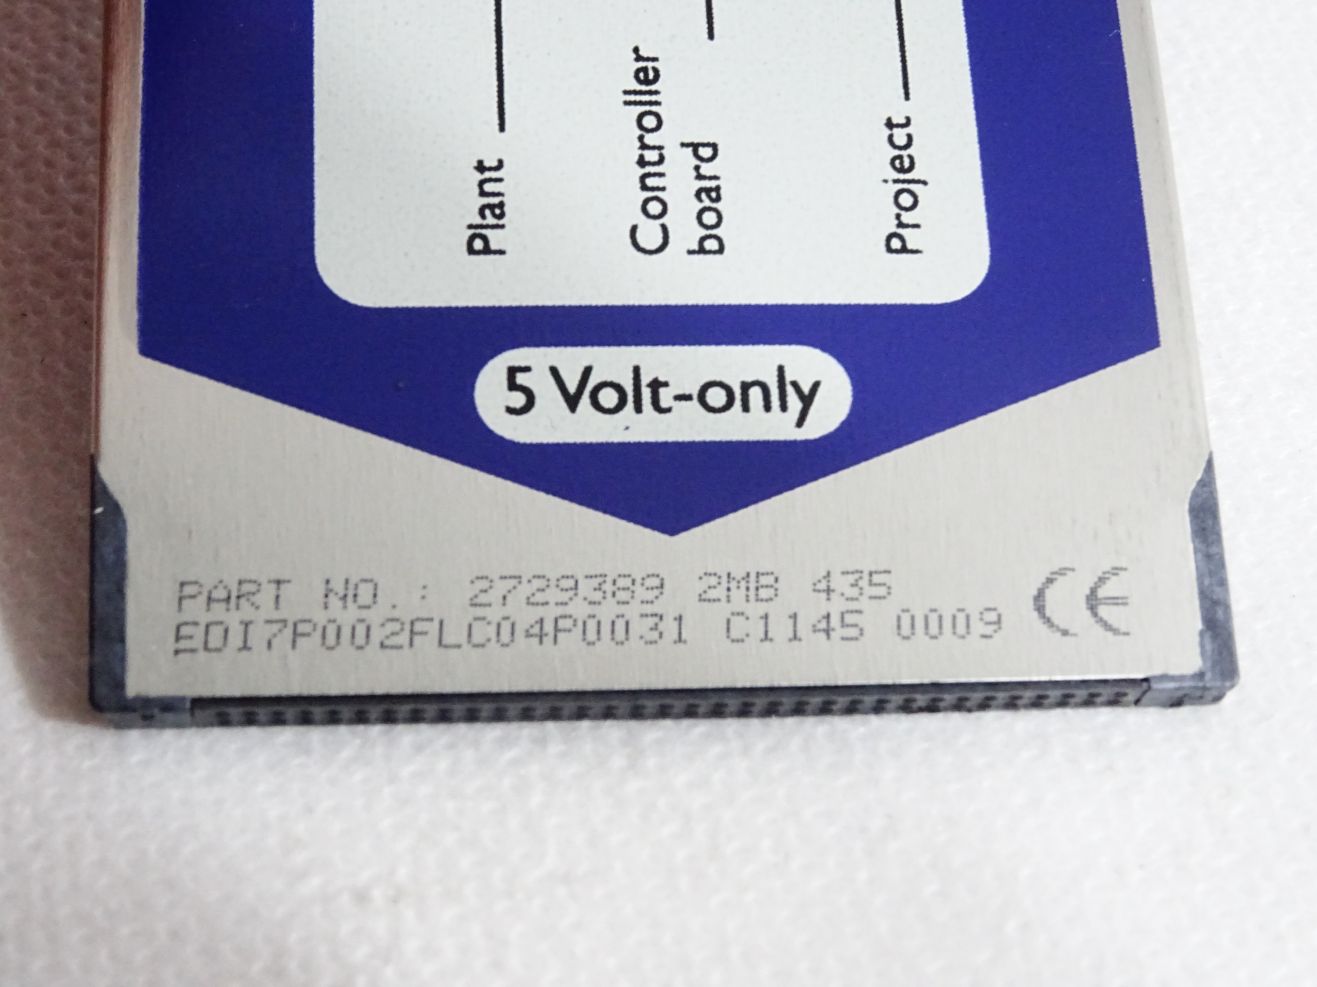 Plant
Controller
board
Project
5 Volt-only
PART NO.: 2729389 2MB 435
EDI7P002FLC04P0031 C1145 0009 CE